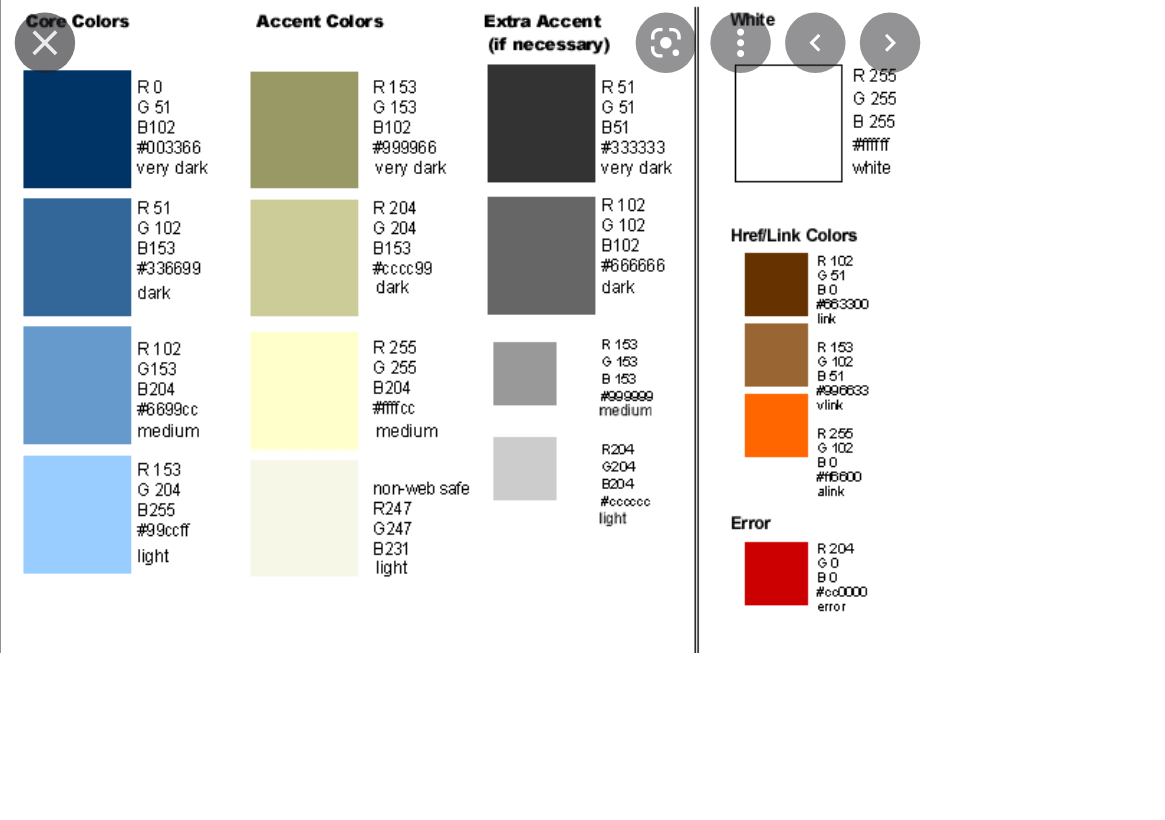 Core Colors
R 0
G 51
B102
#003366
very dark
R 51
G 102
B153
#336699
dark
R 102
G153
B204
#6699cc
medium
R 153
G 204
B255
#99ccff
light
Accent Colors
R 153
G 153
B102
#999966
very dark
R 204
G 204
B153
#cccc99
dark
R 255
G 255
B204
#ffffcc
medium
non-web safe
R247
G247
B231
light
Extra Accent
(if necessary)
R 51
G 51
B51
#333333
very dark
R 102
G 102
B102
#666666
dark
R 153
G 153
B 153
#999999
medium
R204
G204
B204
#cccccc
light
White
R 255
G 255
B 255
#ffffff
white
Href/Link Colors
R 102
G 51
B 0
#663300
link
R 153
G 102
B 51
#996633
vlink
R 255
G 102
B 0
#ff6600
alink
Error
R 204
G 0
B 0
#cc0000
error